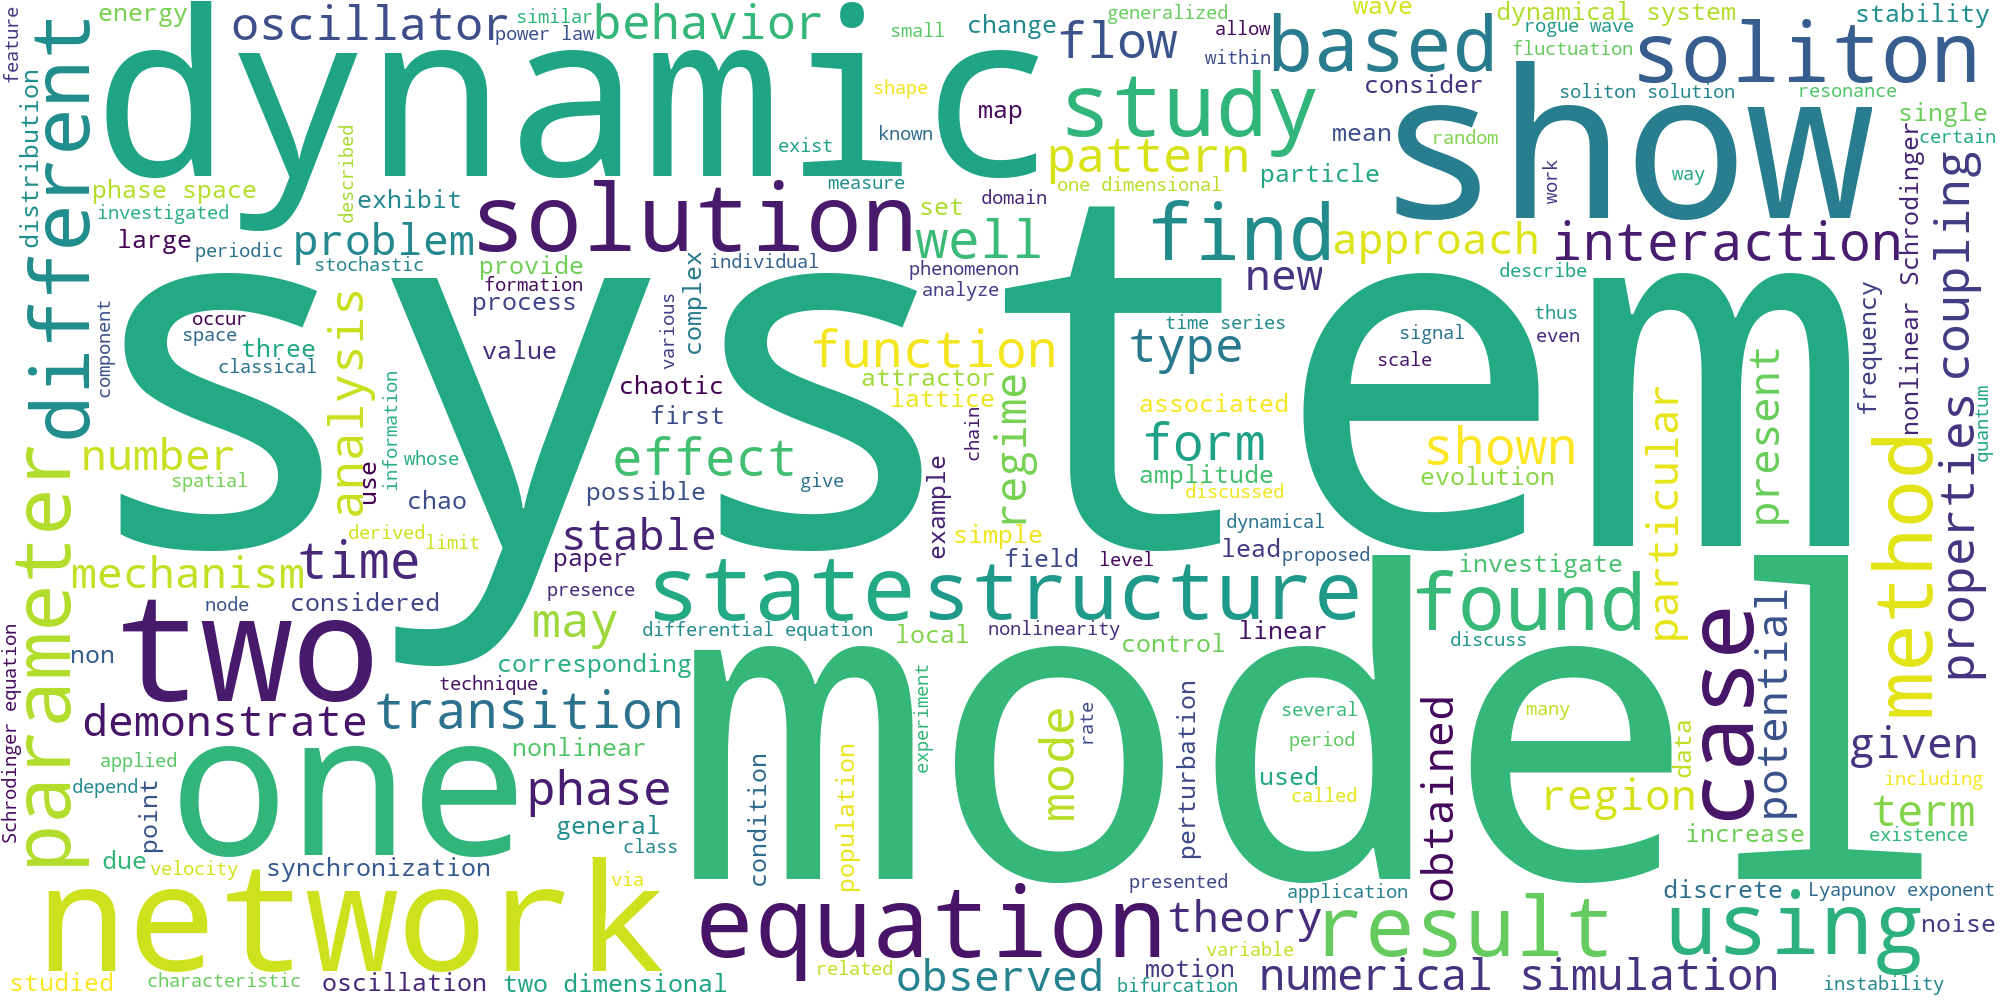 energy
oscillator
similar
power law
behavior
small
change
generalized
flow
allow
within
based
wave
dynamical system
rogue wave
fluctuation
stability
soliton
feature
different
distribution
dynamic
shape
known
exist
map
study
consider
soliton solution
resonance
single
certain
show
mean
random
pattern
one dimensional
particle
work
way
phase space
investigated
described
exhibit
measure
domain
large
periodic
problem
stochastic
solution
set
well
find
approach
interaction
nonlinear Schrodinger
coupling
provide
formation
process
complex
individual
phenomenon
analyze
new
describe
component
occur
space
three
classical
analysis
information
value
various
system
function
time series
type
signal
scale
thus
even
frequency
quantum
chaotic
first
attractor
lattice
chain
regime
associated
form
amplitude
discussed
shown
evolution
present
method
properties
number
spatial
use
whose
chao
effect
possible
give
example
stable
simple
dynamical
lead
proposed
derived
limit
parameter
mechanism
time
paper
presence
field
level
investigate
particular
considered
node
two
may
state
structure
found
case
potential
differential equation
local
nonlinearity
control
linear
discuss
Schrodinger equation
non
corresponding
technique
demonstrate
transition
experiment
model
perturbation
several
many
data
given
applied
depend
point
one
nonlinear
phase
mode
rate
period
used
called
region
obtained
including
term
existence
increase
general
class
condition
population
due
velocity
synchronization
via
network
equation
presented
theory
application
result
discrete
Lyapunov exponent
using
noise
studied
characteristic
oscillation
two dimensional
related
observed
variable
motion
bifurcation
numerical simulation
instability